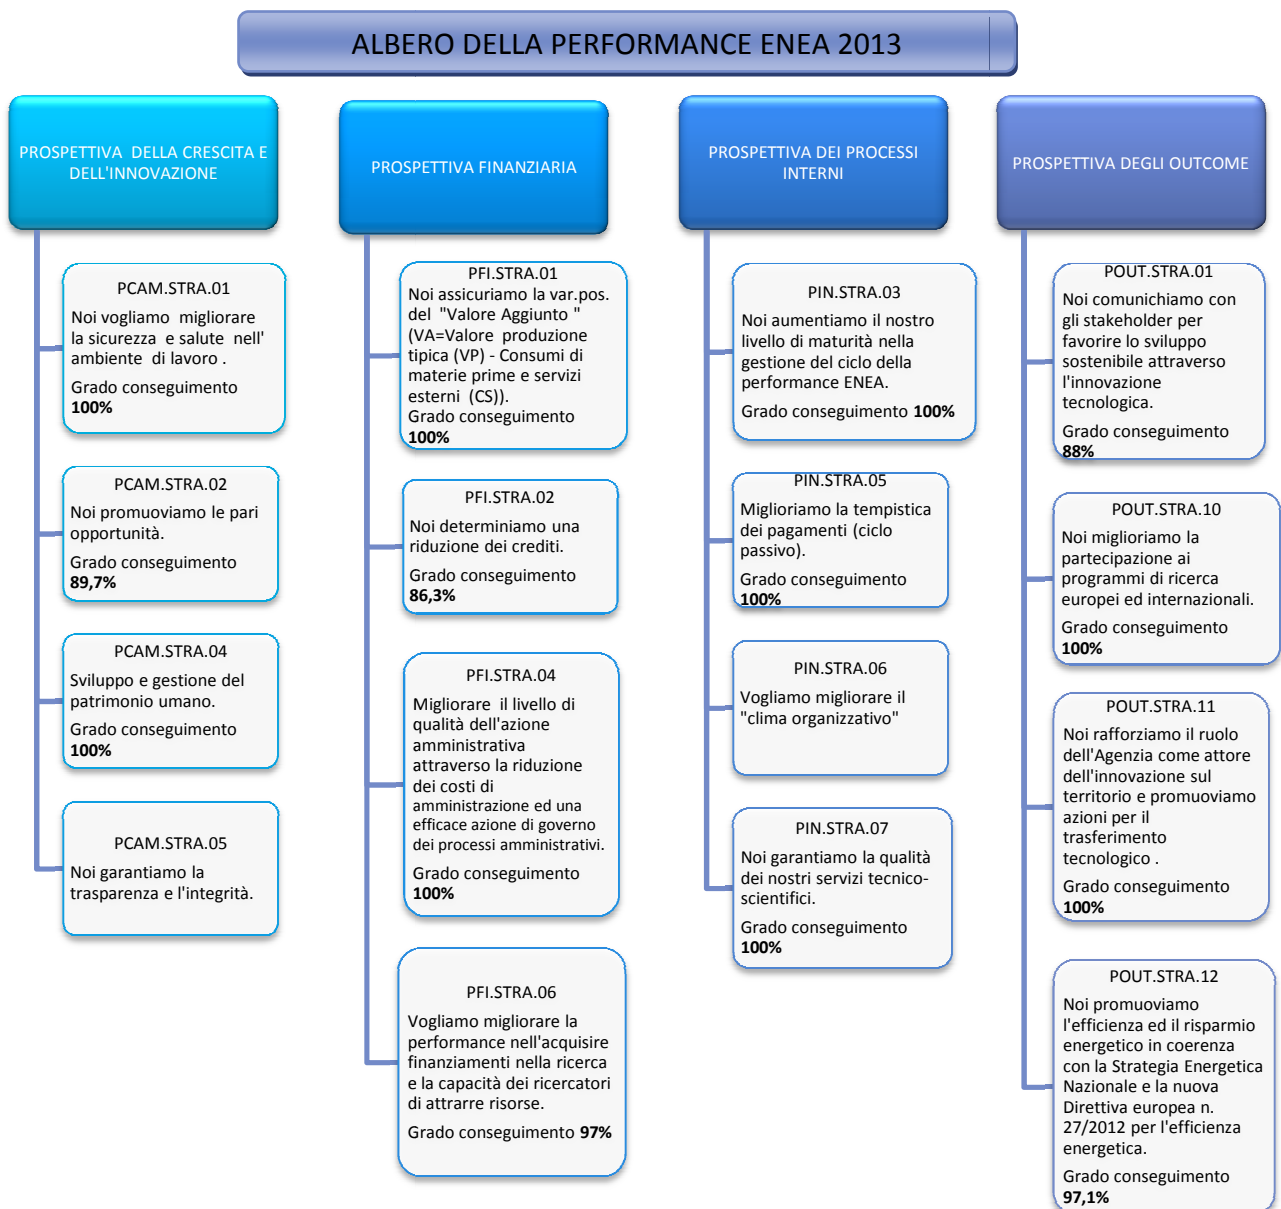 ALBERO DELLA PERFORMANCE ENEA 2013
PROSPETTIVA DELLA CRESCITA E
DELL'INNOVAZIONE
PCAM.STRA.01
Noi vogliamo migliorare
la sicurezza e salute nell'
ambiente di lavoro .
Grado conseguimento
100%
PCAM.STRA.02
Noi promuoviamo le pari
opportunità.
Grado conseguimento
89,7%
PCAM.STRA.04
Sviluppo e gestione del
patrimonio umano.
Grado conseguimento
100%
PCAM.STRA.05
Noi garantiamo la
trasparenza e l'integrità.
PROSPETTIVA FINANZIARIA
PFI.STRA.01
Noi assicuriamo la var.pos.
del "Valore Aggiunto "
(VA=Valore produzione
tipica (VP) - Consumi di
materie prime e servizi
esterni (CS)).
Grado conseguimento
100%
PFI.STRA.02
Noi determiniamo una
riduzione dei crediti.
Grado conseguimento
86,3%
PFI.STRA.04
Migliorare il livello di
qualità dell'azione
amministrativa
attraverso la riduzione
dei costi di
amministrazione ed una
efficace azione di governo
dei processi amministrativi.
Grado conseguimento
100%
PFI.STRA.06
Vogliamo migliorare la
performance nell'acquisire
finanziamenti nella ricerca
e la capacità dei ricercatori
di attrarre risorse.
Grado conseguimento 97%
PROSPETTIVA DEI PROCESSI
INTERNI
PIN.STRA.03
Noi aumentiamo il nostro
livello di maturità nella
gestione del ciclo della
performance ENEA.
Grado conseguimento 100%
PIN.STRA.05
Miglioriamo la tempistica
dei pagamenti (ciclo
passivo).
Grado conseguimento
100%
PIN.STRA.06
Vogliamo migliorare il
"clima organizzativo"
PIN.STRA.07
Noi garantiamo la qualità
dei nostri servizi tecnico-
scientifici.
Grado conseguimento
100%
PROSPETTIVA DEGLI OUTCOME
POUT.STRA.01
Noi comunichiamo con
gli stakeholder per
favorire lo sviluppo
sostenibile attraverso
l'innovazione
tecnologica.
Grado conseguimento
88%
POUT.STRA.10
Noi miglioriamo la
partecipazione ai
programmi di ricerca
europei ed internazionali.
Grado conseguimento
100%
POUT.STRA.11
Noi rafforziamo il ruolo
dell'Agenzia come attore
dell'innovazione sul
territorio e promuoviamo
azioni per il
trasferimento
tecnologico .
Grado conseguimento
100%
POUT.STRA.12
Noi promuoviamo
l'efficienza ed il risparmio
energetico in coerenza
con la Strategia Energetica
Nazionale e la nuova
Direttiva europea n.
27/2012 per l'efficienza
energetica.
Grado conseguimento
97,1%